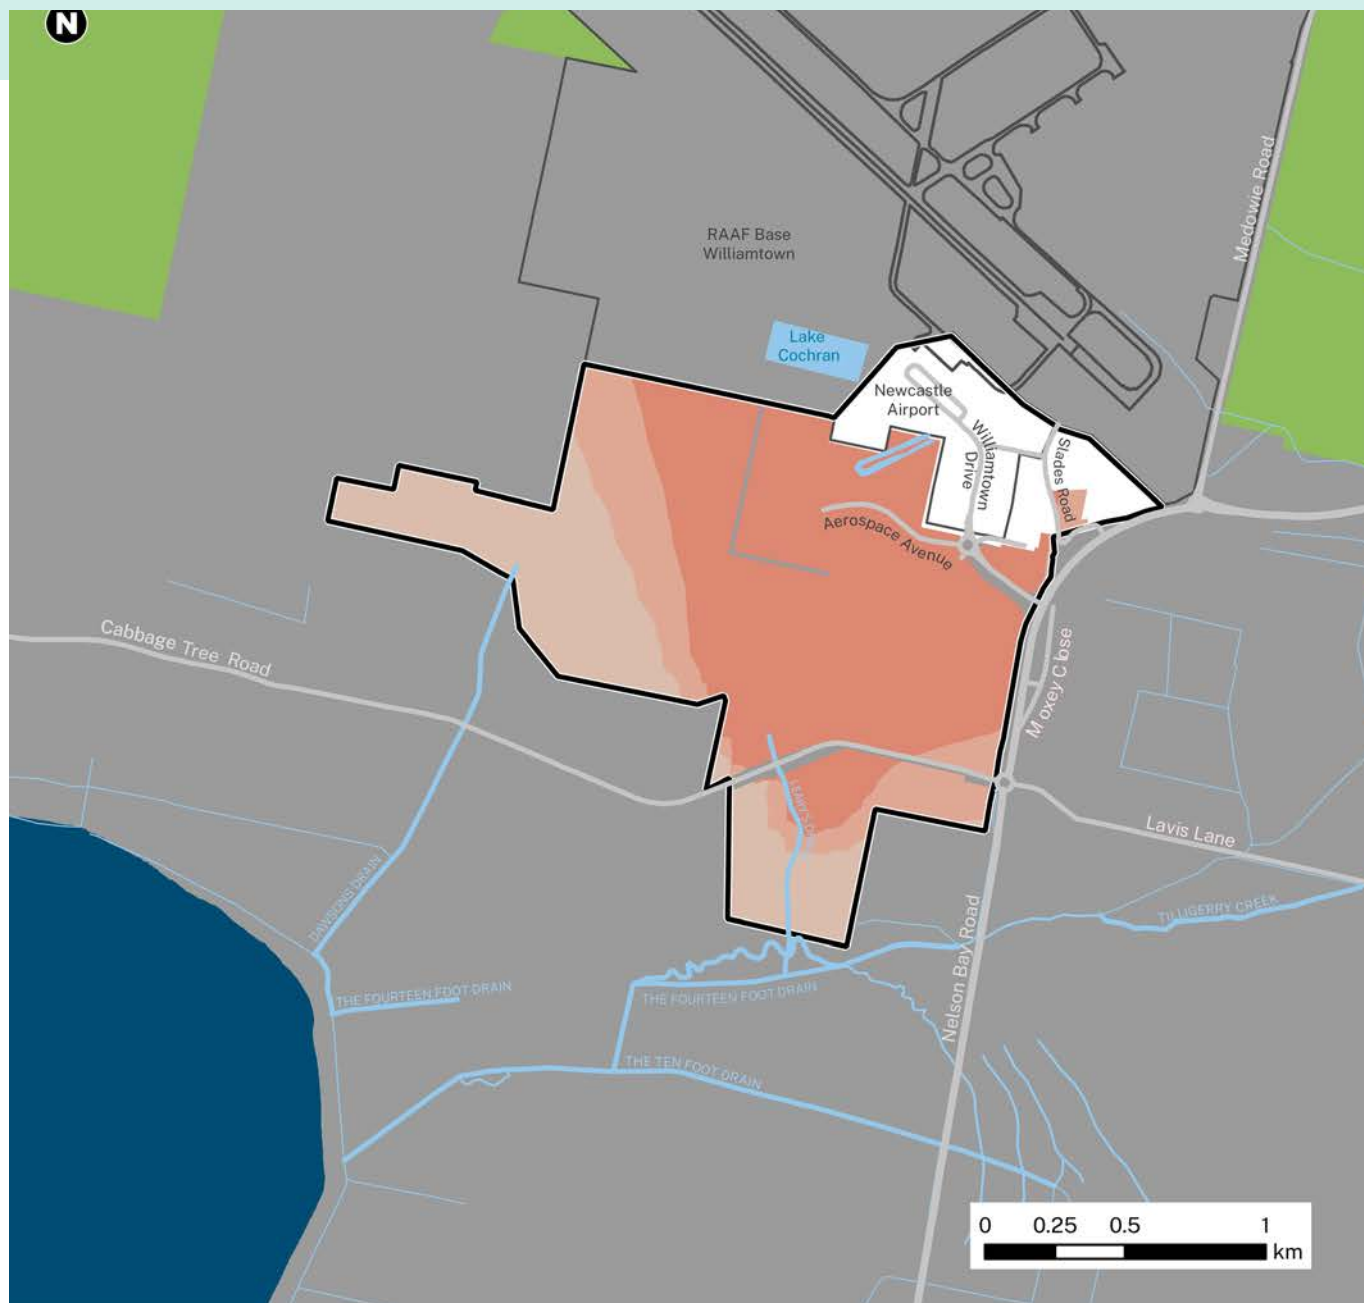 N
Medowie Road
RAAF Base
Williamtown
Lake
Cochran
Newcastle
Airport
Williamtown
Drive
Slades Road
Aerospace Avenue
Cabbage Tree Road
Moxey Close
Lavis Lane
DAWSONS DRAIN
TILLIGERRY CREEK
Nelson Bay Road
THE FOURTEEN FOOT DRAIN
THE FOURTEEN FOOT DRAIN
THE TEN FOOT DRAIN
0 0.25 0.5 1
km